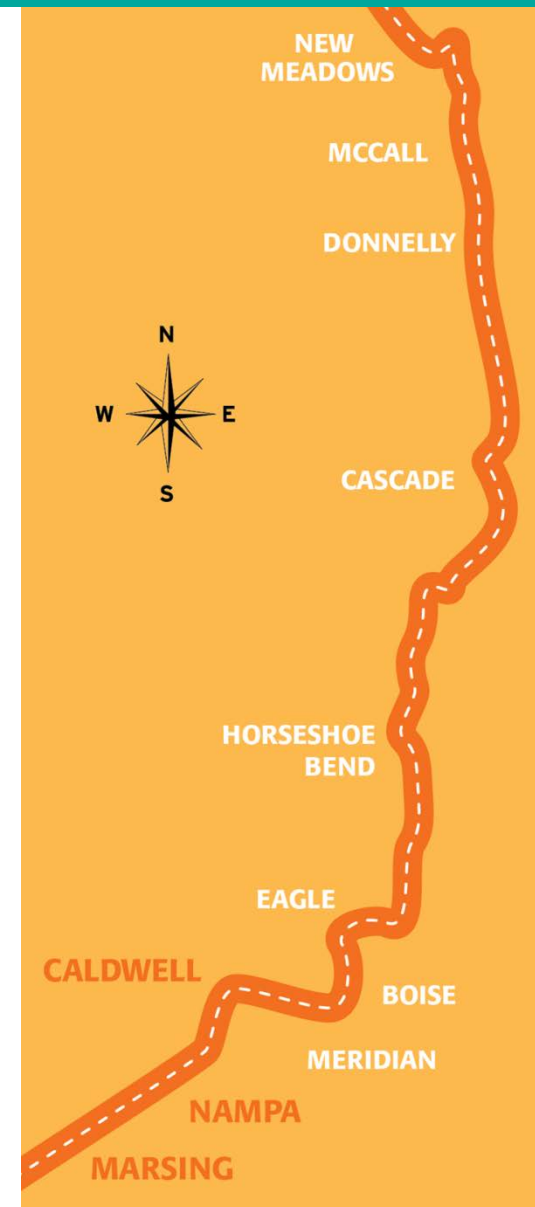 NEW
MEADOWS
MCCALL
DONNELLY
N
W E
S
CASCADE
HORSESHOE
BEND
EAGLE
CALDWELL
BOISE
MERIDIAN
NAMPA
MARSING